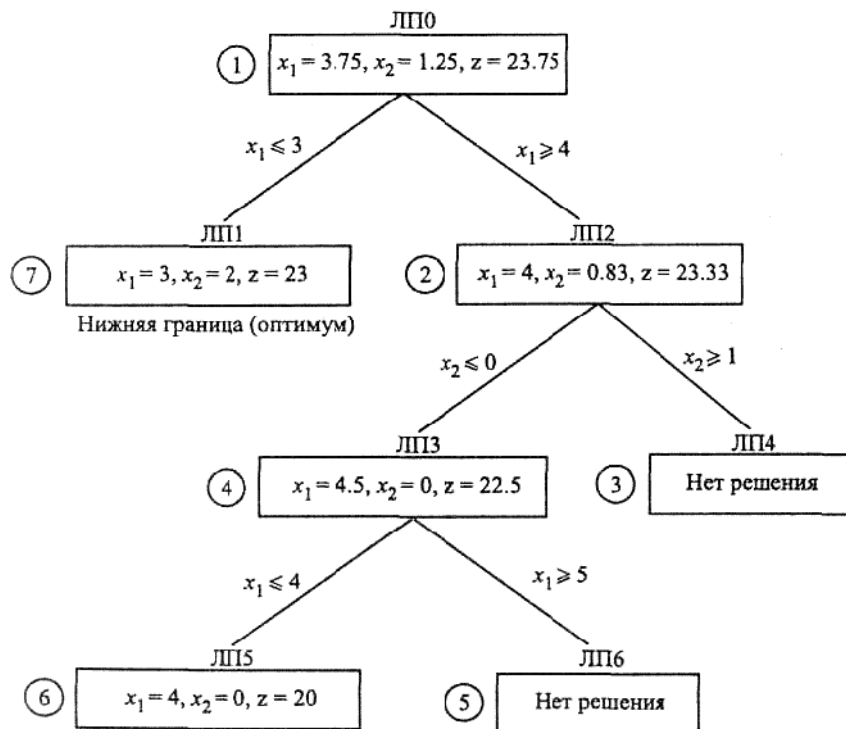 ЛП0
1
x₁ = 3.75, x₂ = 1.25, z = 23.75
x₁ ⩽ 3
x₁ ⩾ 4
ЛП1
ЛП2
7
x₁ = 3, x₂ = 2, z = 23
2
x₁ = 4, x₂ = 0.83, z = 23.33
Нижняя граница (оптимум)
x₂ ⩽ 0
x₂ ⩾ 1
ЛП3
ЛП4
4
x₁ = 4.5, x₂ = 0, z = 22.5
3
Нет решения
x₁ ⩽ 4
x₁ ⩾ 5
ЛП5
ЛП6
6
x₁ = 4, x₂ = 0, z = 20
5
Нет решения